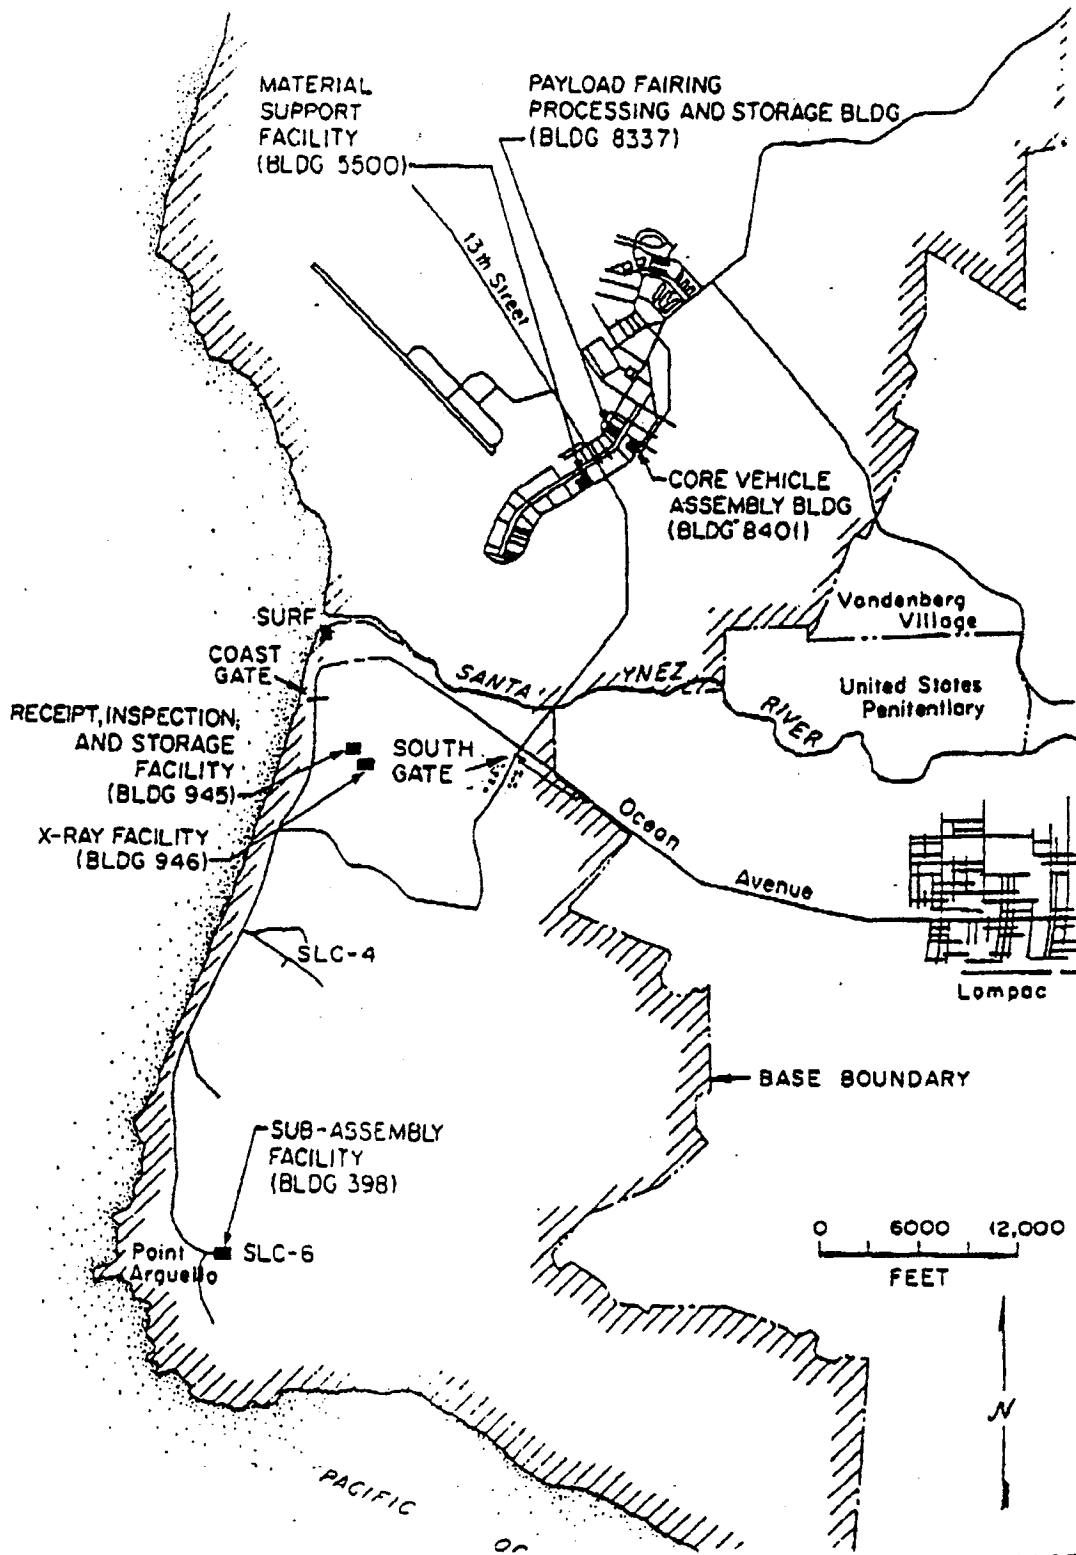 MATERIAL
SUPPORT
FACILITY
(BLDG 5500)
PAYLOAD FAIRING
PROCESSING AND STORAGE BLDG
(BLDG 8337)
13th Street
CORE VEHICLE
ASSEMBLY BLDG
(BLDG 8401)
Vandenberg
Village
SURF
COAST
GATE
SANTA YNEZ RIVER
United States
Penitentiary
RECEIPT, INSPECTION,
AND STORAGE
FACILITY
(BLDG 945)
SOUTH
GATE
X-RAY FACILITY
(BLDG 946)
Ocean Avenue
SLC-4
Lompac
BASE BOUNDARY
SUB-ASSEMBLY
FACILITY
(BLDG 398)
Point
Arguello
SLC-6
0 6000 12,000
FEET
N
PACIFIC